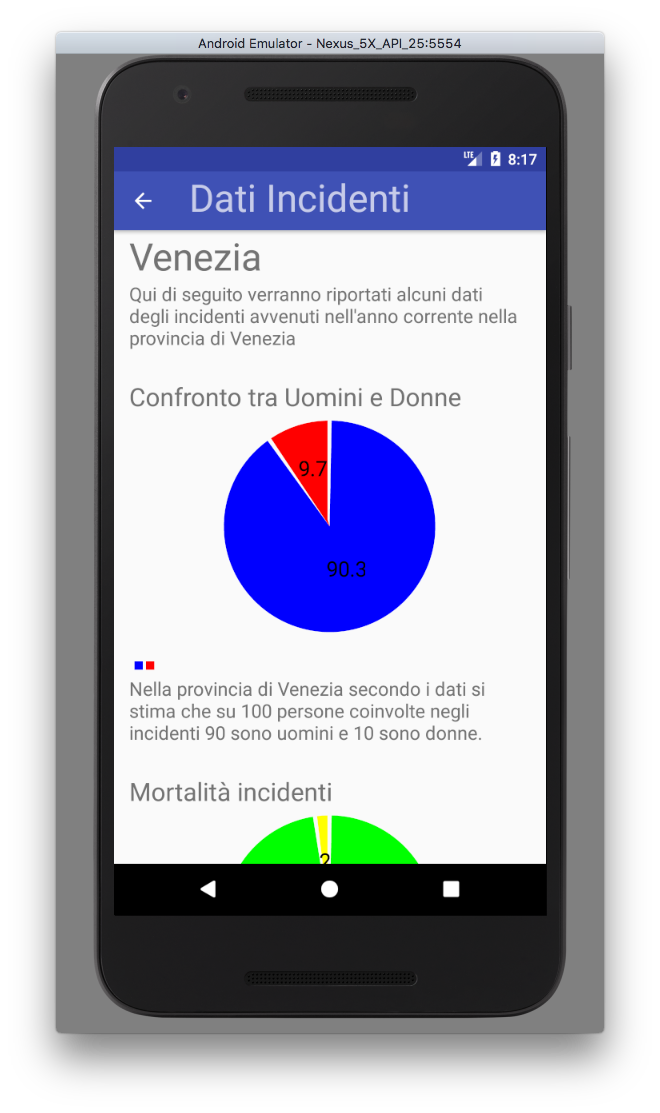 Android Emulator - Nexus_5X_API_25:5554
LTE 8:17
Dati Incidenti
Venezia
Qui di seguito verranno riportati alcuni dati
degli incidenti avvenuti nell'anno corrente nella
provincia di Venezia
Confronto tra Uomini e Donne
9.7
90.3
Nella provincia di Venezia secondo i dati si
stima che su 100 persone coinvolte negli
incidenti 90 sono uomini e 10 sono donne.
Mortalità incidenti
2